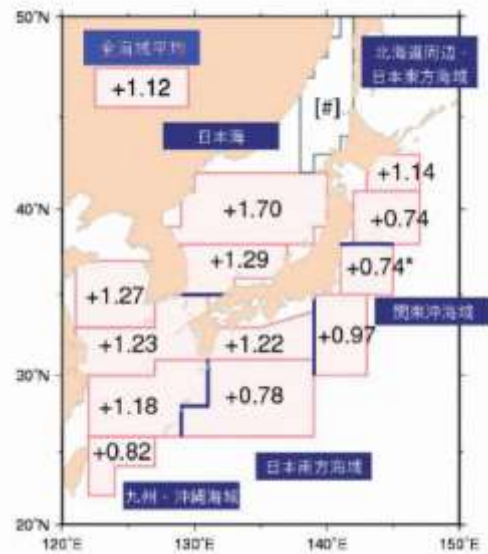 50°N
全海域平均
+1.12
北海道周辺・
日本東方海域
[#]
日本海
+1.14
+1.70
40°N
+0.74
+1.29
+0.74*
+1.27
関東沖海域
+1.23
+1.22
+0.97
30°N
+1.18
+0.78
+0.82
日本南方海域
九州・沖縄海域
20°N
120°E
130°E
140°E
150°E